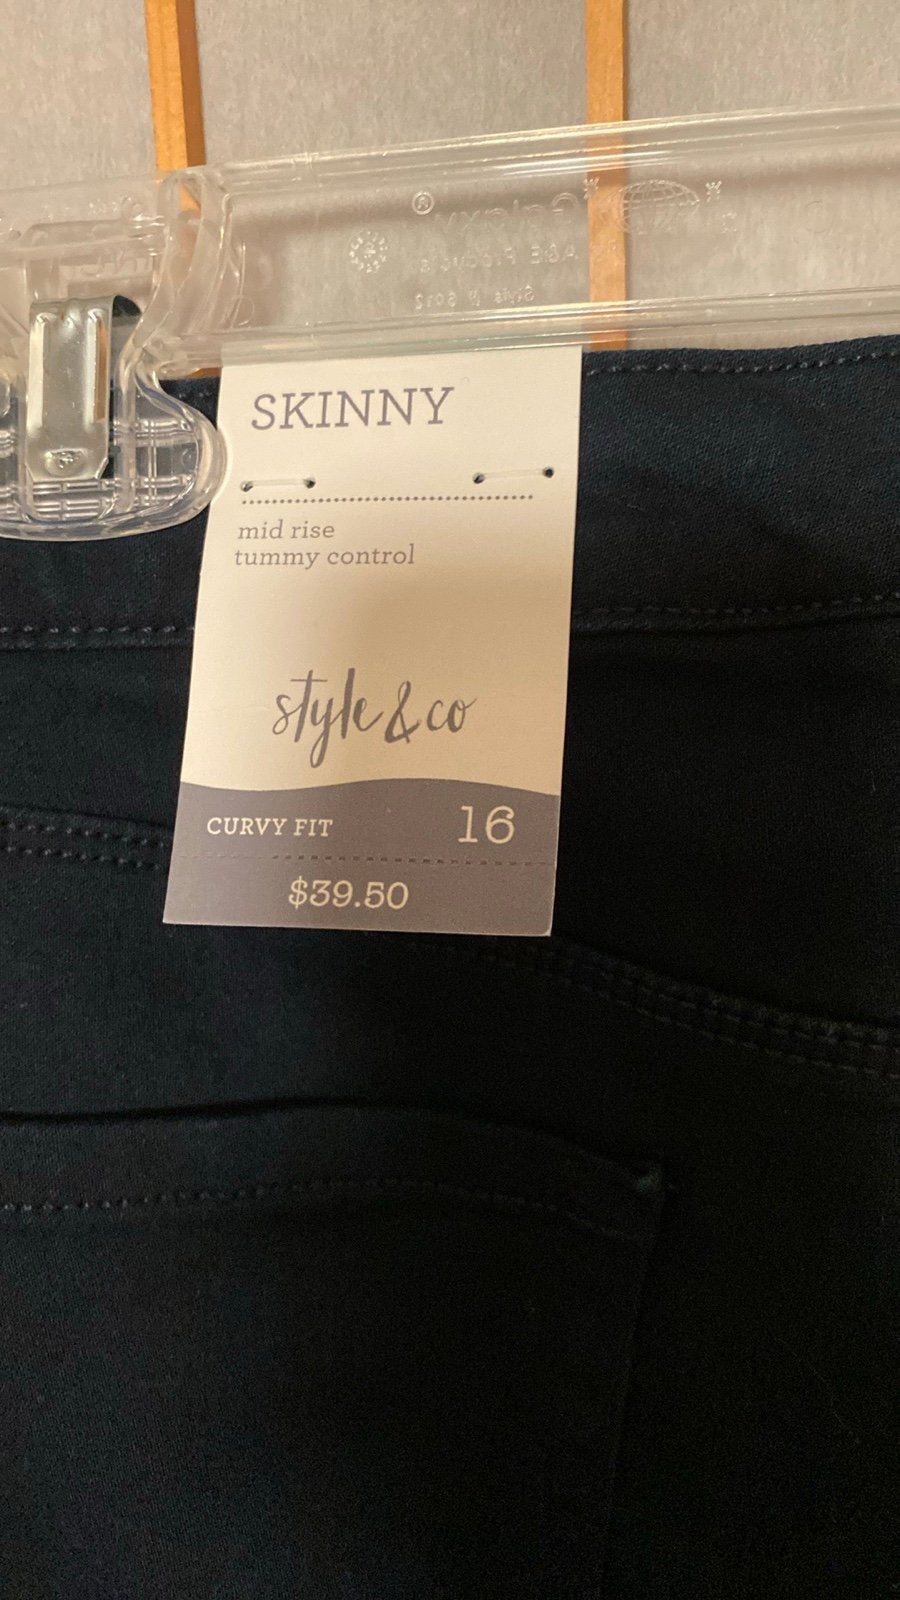 SKINNY
mid rise
tummy control
style & co
CURVY FIT 16
$39.50